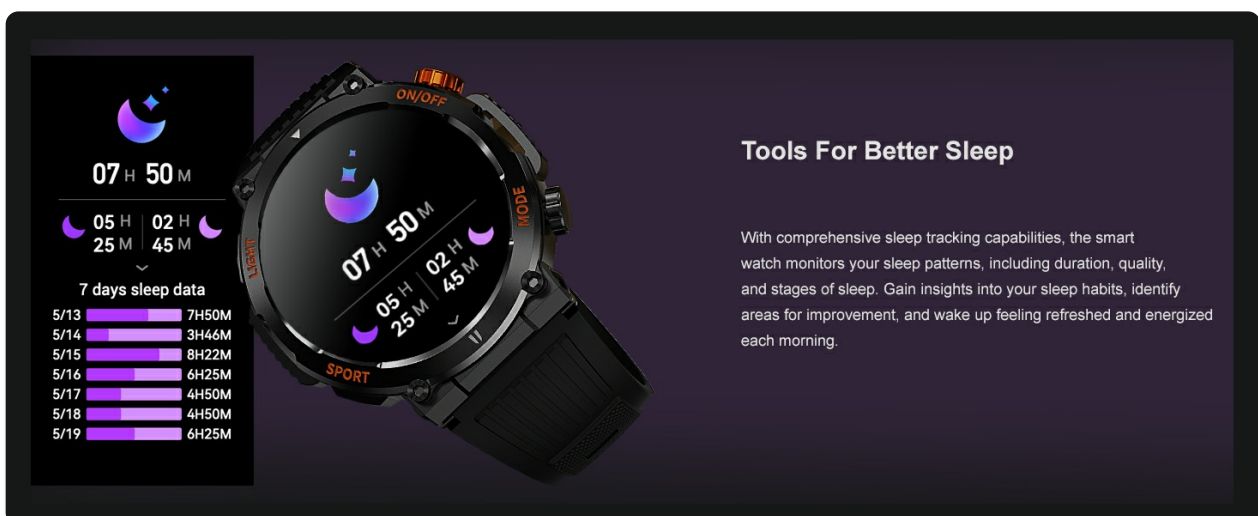 07 H 50 M
05 H 02 H
25 M 45 M
7 days sleep data
5/13 7H50M
5/14 3H46M
5/15 8H22M
5/16 6H25M
5/17 4H50M
5/18 4H50M
5/19 6H25M
ON/OFF
MODE
LIGHT
SPORT
07 H 50 M
05 H 02 H
25 M 45 M
Tools For Better Sleep
With comprehensive sleep tracking capabilities, the smart
watch monitors your sleep patterns, including duration, quality,
and stages of sleep. Gain insights into your sleep habits, identify
areas for improvement, and wake up feeling refreshed and energized
each morning.